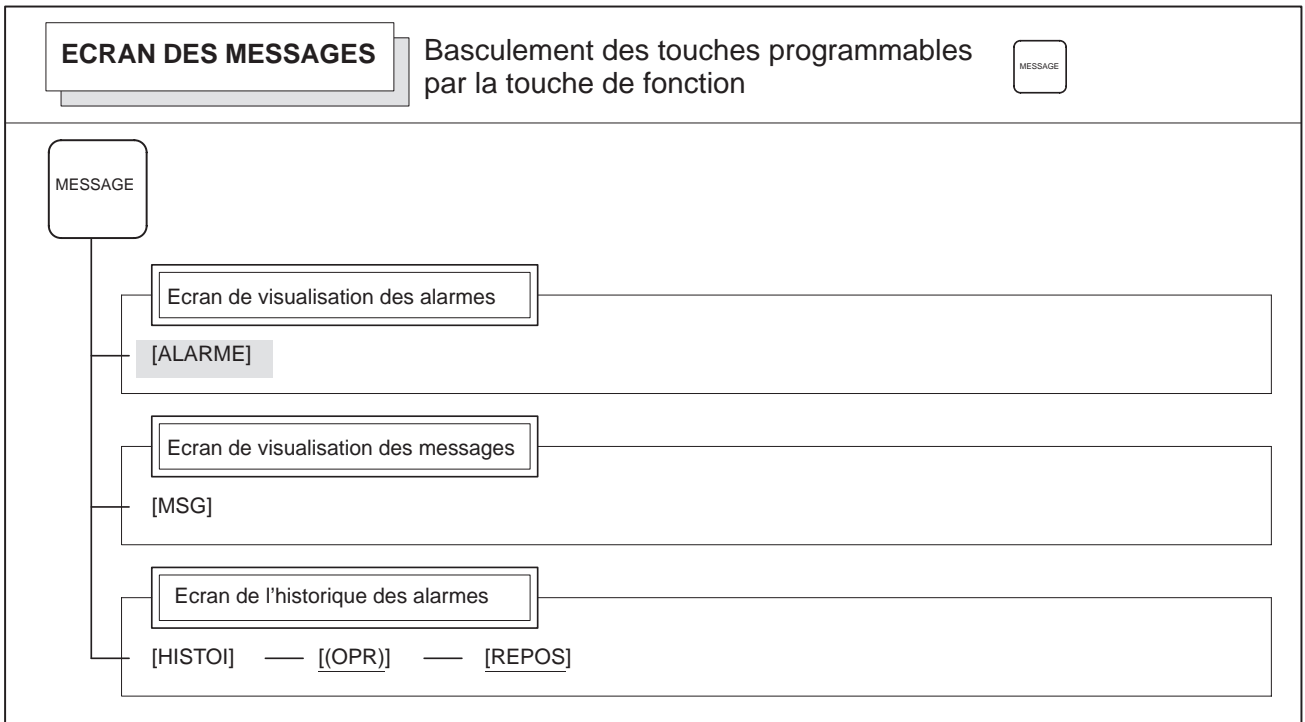 ECRAN DES MESSAGES
Basculement des touches programmables
par la touche de fonction
MESSAGE
MESSAGE
Ecran de visualisation des alarmes
[ALARME]
Ecran de visualisation des messages
[MSG]
Ecran de l'historique des alarmes
[HISTOI] [(OPR)] [REPOS]